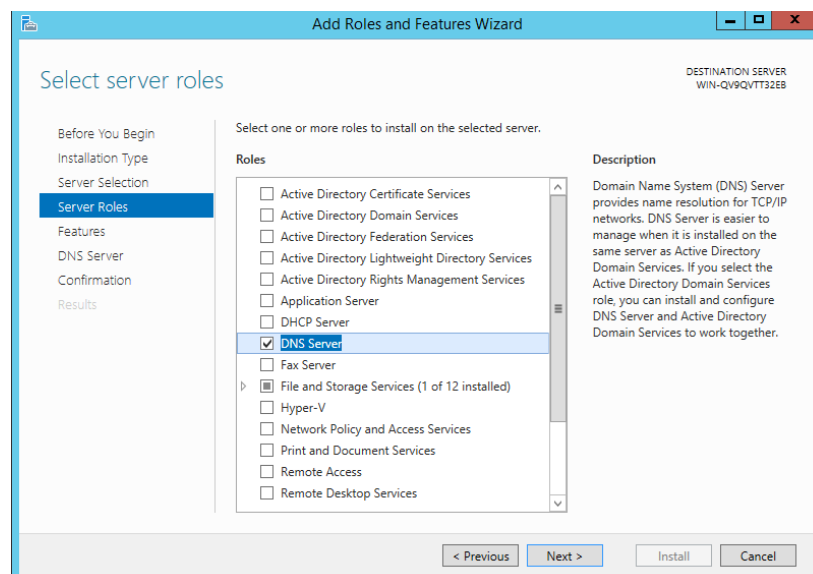 Add Roles and Features Wizard
Select server roles
DESTINATION SERVER
WIN-QV9QVTT32EB
Before You Begin
Installation Type
Server Selection
Server Roles
Features
DNS Server
Confirmation
Results
Select one or more roles to install on the selected server.
Roles
Active Directory Certificate Services
Active Directory Domain Services
Active Directory Federation Services
Active Directory Lightweight Directory Services
Active Directory Rights Management Services
Application Server
DHCP Server
DNS Server
Fax Server
File and Storage Services (1 of 12 installed)
Hyper-V
Network Policy and Access Services
Print and Document Services
Remote Access
Remote Desktop Services
Description
Domain Name System (DNS) Server
provides name resolution for TCP/IP
networks. DNS Server is easier to
manage when it is installed on the
same server as Active Directory
Domain Services. If you select the
Active Directory Domain Services
role, you can install and configure
DNS Server and Active Directory
Domain Services to work together.
< Previous
Next >
Install
Cancel